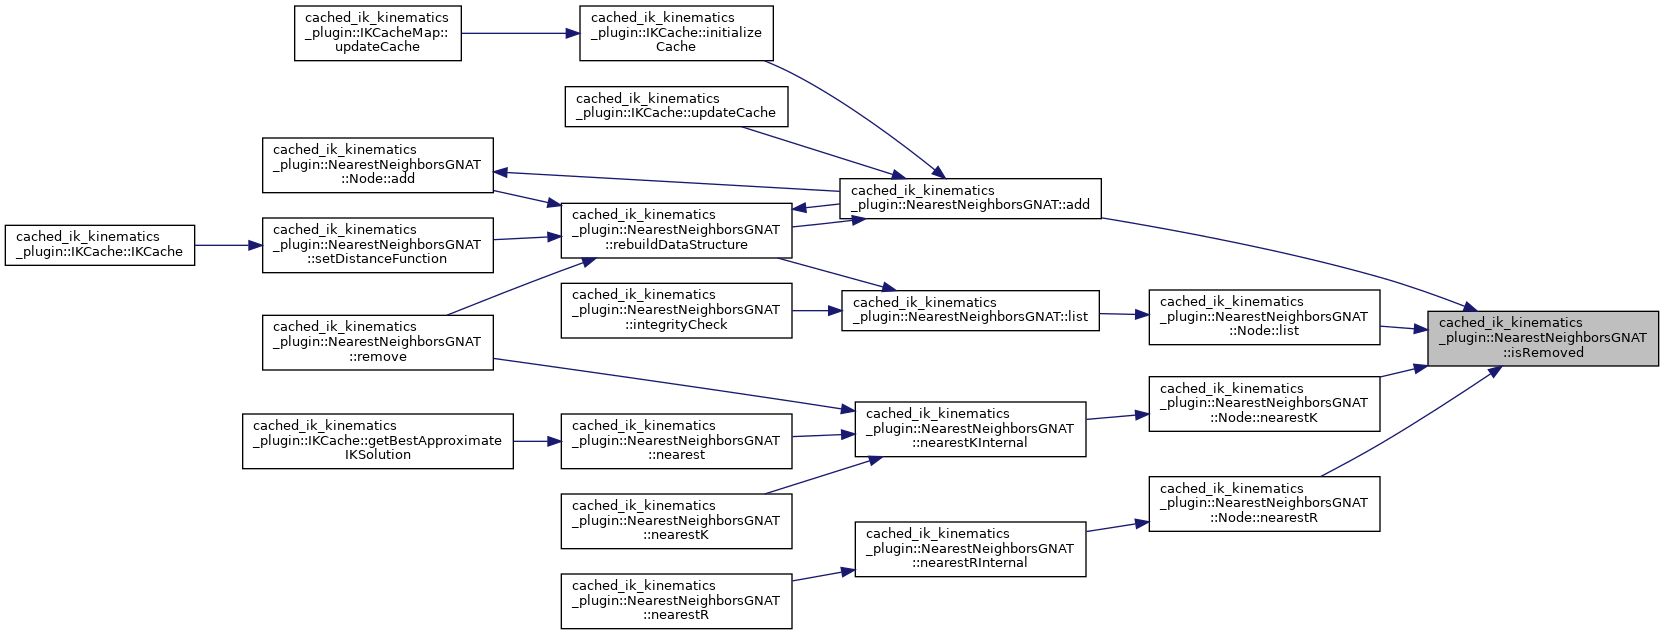 cached_ik_kinematics
_plugin::IKCacheMap::
updateCache
cached_ik_kinematics
_plugin::IKCache::initialize
Cache
cached_ik_kinematics
_plugin::IKCache::updateCache
cached_ik_kinematics
_plugin::NearestNeighborsGNAT
::Node::add
cached_ik_kinematics
_plugin::NearestNeighborsGNAT::add
cached_ik_kinematics
_plugin::NearestNeighborsGNAT
::rebuildDataStructure
cached_ik_kinematics
_plugin::IKCache::IKCache
cached_ik_kinematics
_plugin::NearestNeighborsGNAT
::setDistanceFunction
cached_ik_kinematics
_plugin::NearestNeighborsGNAT
::integrityCheck
cached_ik_kinematics
_plugin::NearestNeighborsGNAT::list
cached_ik_kinematics
_plugin::NearestNeighborsGNAT
::Node::list
cached_ik_kinematics
_plugin::NearestNeighborsGNAT
::isRemoved
cached_ik_kinematics
_plugin::NearestNeighborsGNAT
::remove
cached_ik_kinematics
_plugin::NearestNeighborsGNAT
::Node::nearestK
cached_ik_kinematics
_plugin::NearestNeighborsGNAT
::nearestKInternal
cached_ik_kinematics
_plugin::IKCache::getBestApproximate
IKSolution
cached_ik_kinematics
_plugin::NearestNeighborsGNAT
::nearest
cached_ik_kinematics
_plugin::NearestNeighborsGNAT
::nearestK
cached_ik_kinematics
_plugin::NearestNeighborsGNAT
::Node::nearestR
cached_ik_kinematics
_plugin::NearestNeighborsGNAT
::nearestRInternal
cached_ik_kinematics
_plugin::NearestNeighborsGNAT
::nearestR